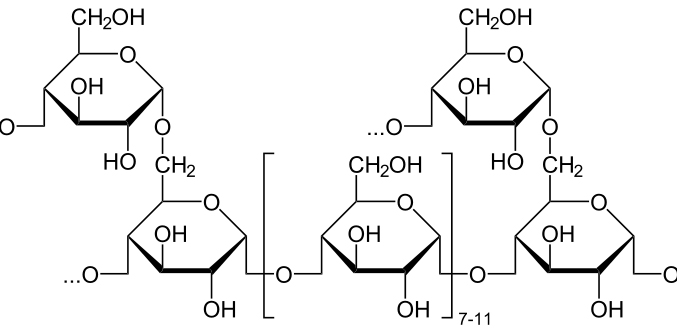 CH2OH CH2OH
O O
OH OH
O ...O O
HO HO
CH2 CH2OH CH2
O O O
OH OH OH
...O O O O
OH OH OH
7-11